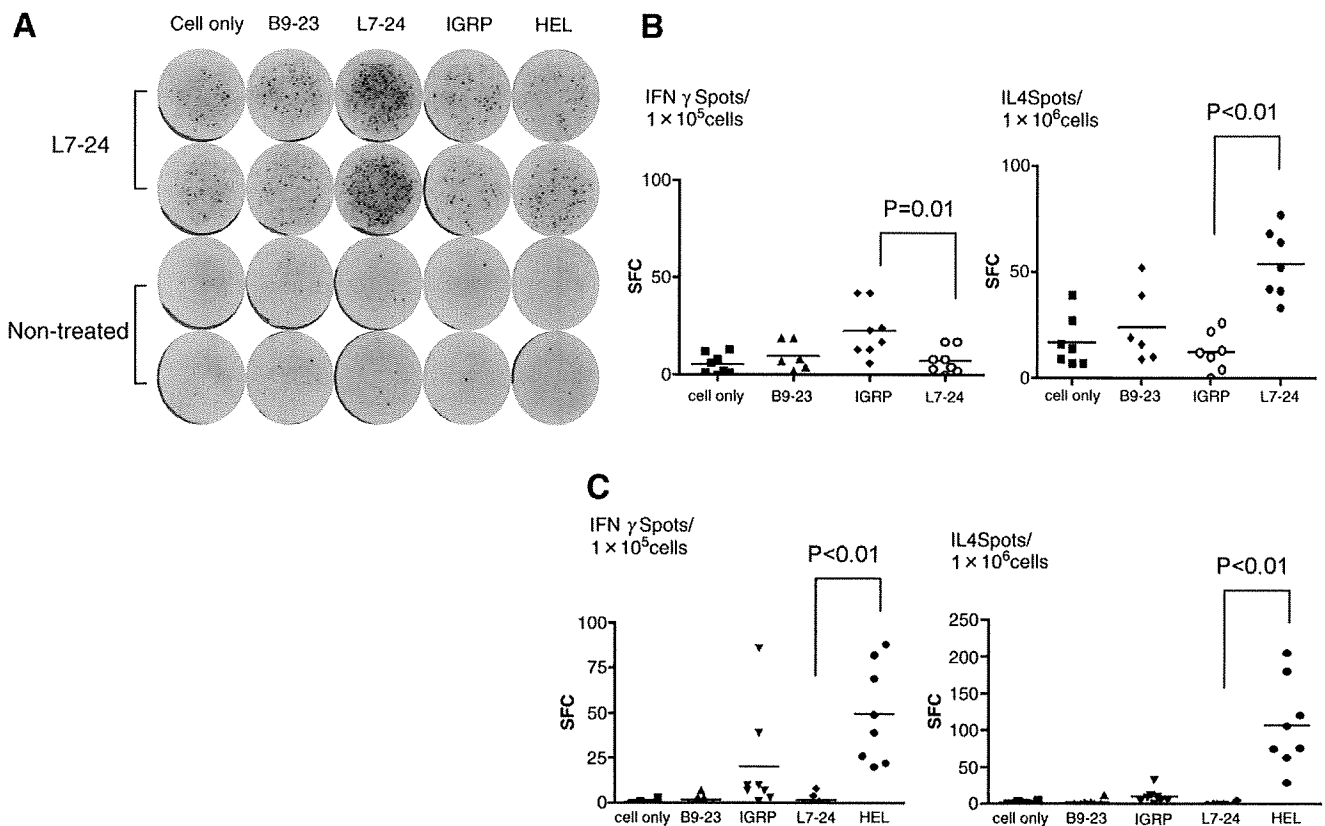 A
Cell only B9-23 L7-24 IGRP HEL
L7-24
Non-treated
B
IFN γ Spots/
1 × 10⁵cells
P=0.01
SFC
100
50
0
cell only B9-23 IGRP L7-24
IL4Spots/
1 × 10⁶cells
P<0.01
SFC
100
50
0
cell only B9-23 IGRP L7-24
C
IFN γ Spots/
1 × 10⁵cells
P<0.01
SFC
100
75
50
25
0
cell only B9-23 IGRP L7-24 HEL
IL4Spots/
1 × 10⁶cells
P<0.01
SFC
250
200
150
100
50
0
cell only B9-23 IGRP L7-24 HEL